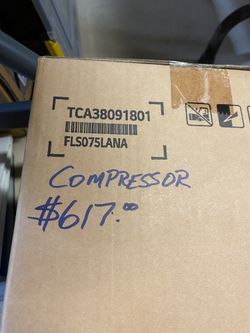 TCA38091801
FLS075LANA
COMPRESSOR
$617.00